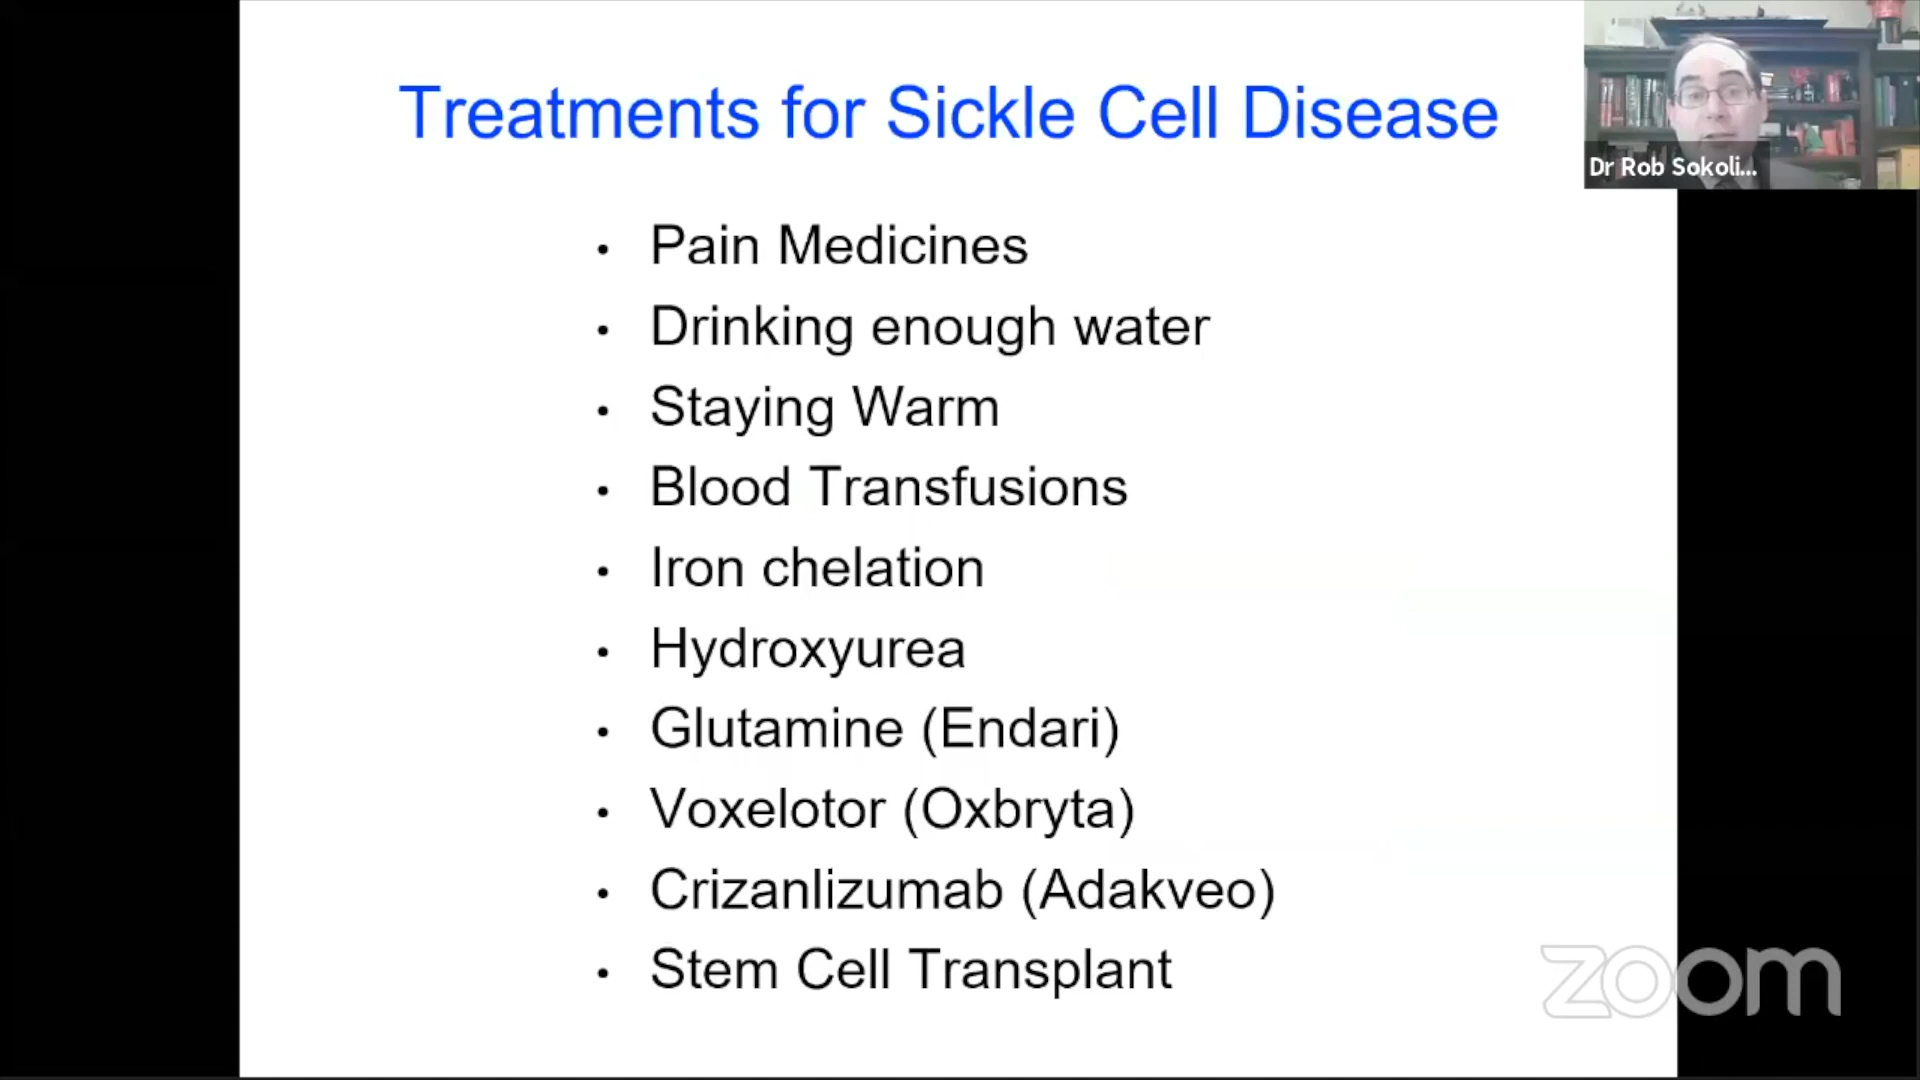 Treatments for Sickle Cell Disease
Dr Rob Sokoli...
• Pain Medicines
• Drinking enough water
• Staying Warm
• Blood Transfusions
• Iron chelation
• Hydroxyurea
• Glutamine (Endari)
• Voxelotor (Oxbryta)
• Crizanlizumab (Adakveo)
• Stem Cell Transplant
zoom